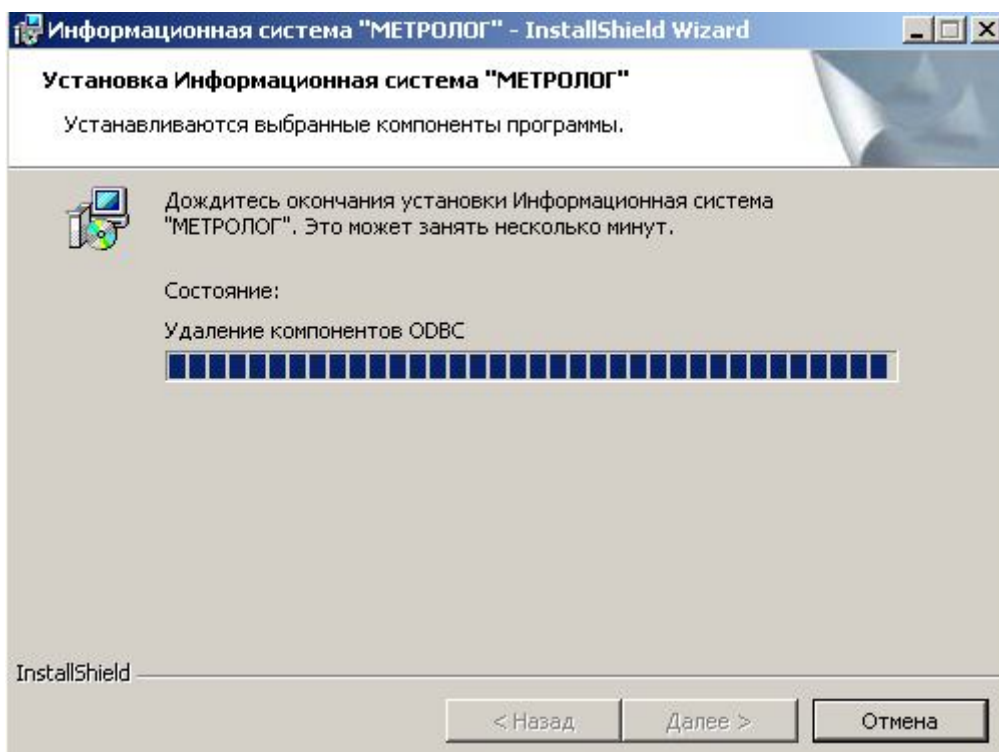 Информационная система "МЕТРОЛОГ" - InstallShield Wizard
Установка Информационная система "МЕТРОЛОГ"
Устанавливаются выбранные компоненты программы.
Дождитесь окончания установки Информационная система
"МЕТРОЛОГ". Это может занять несколько минут.
Состояние:
Удаление компонентов ODBC
InstallShield
< Назад
Далее >
Отмена